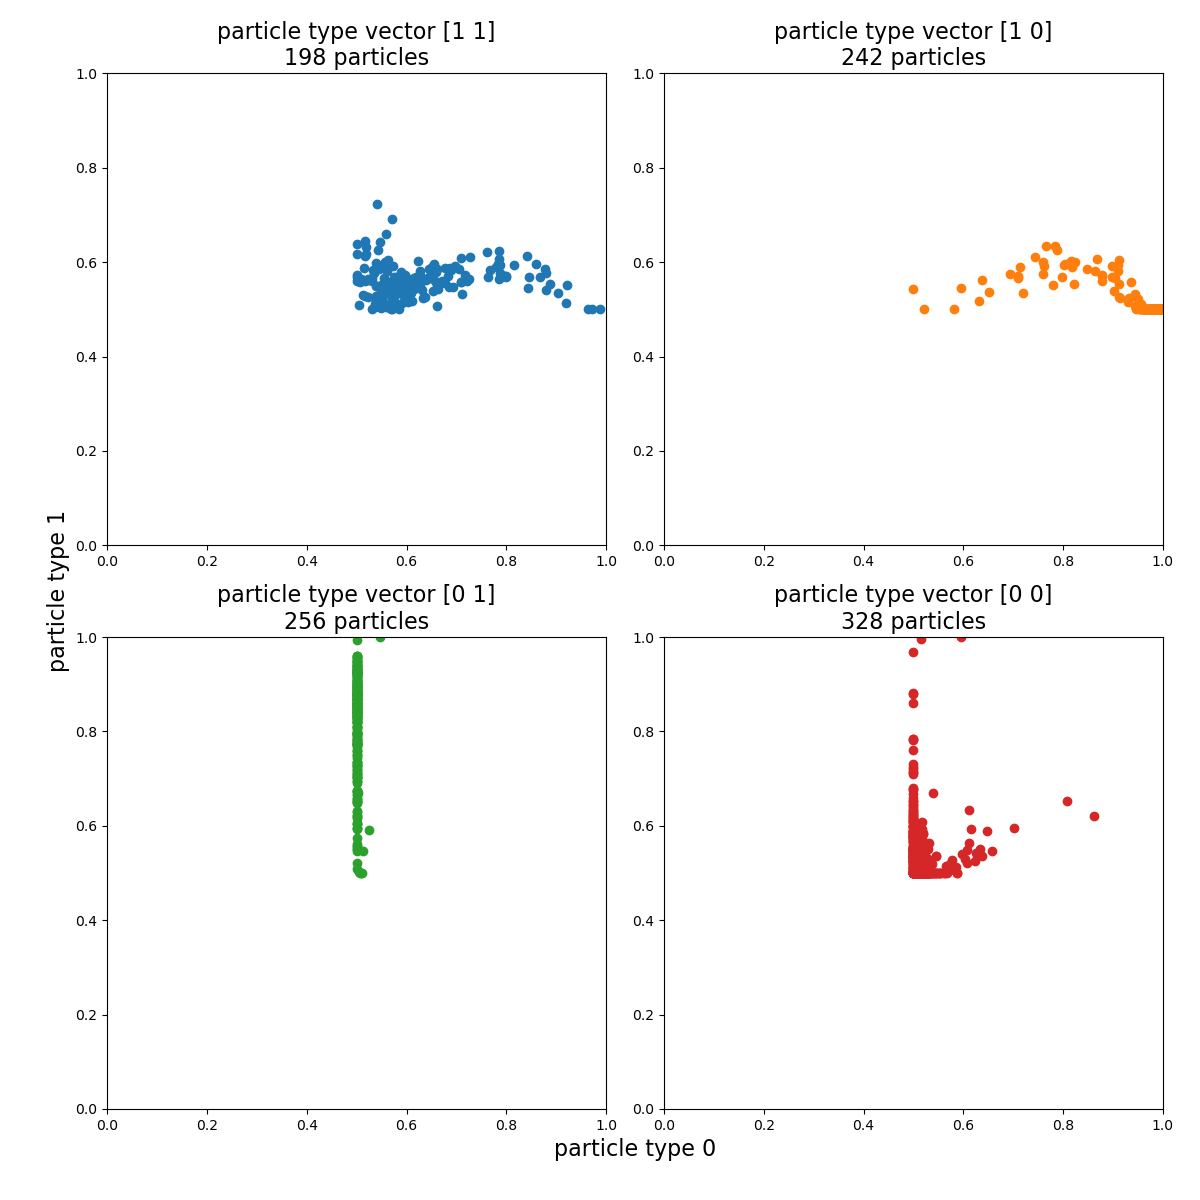 particle type vector [1 1]
198 particles
particle type vector [1 0]
242 particles
1.0
0.8
0.6
0.4
0.2
0.0
0.0 0.2 0.4 0.6 0.8 1.0
1.0
0.8
0.6
0.4
0.2
0.0
0.0 0.2 0.4 0.6 0.8 1.0
particle type 1
particle type vector [0 1]
256 particles
particle type vector [0 0]
328 particles
1.0
0.8
0.6
0.4
0.2
0.0
0.0 0.2 0.4 0.6 0.8 1.0
1.0
0.8
0.6
0.4
0.2
0.0
0.0 0.2 0.4 0.6 0.8 1.0
particle type 0